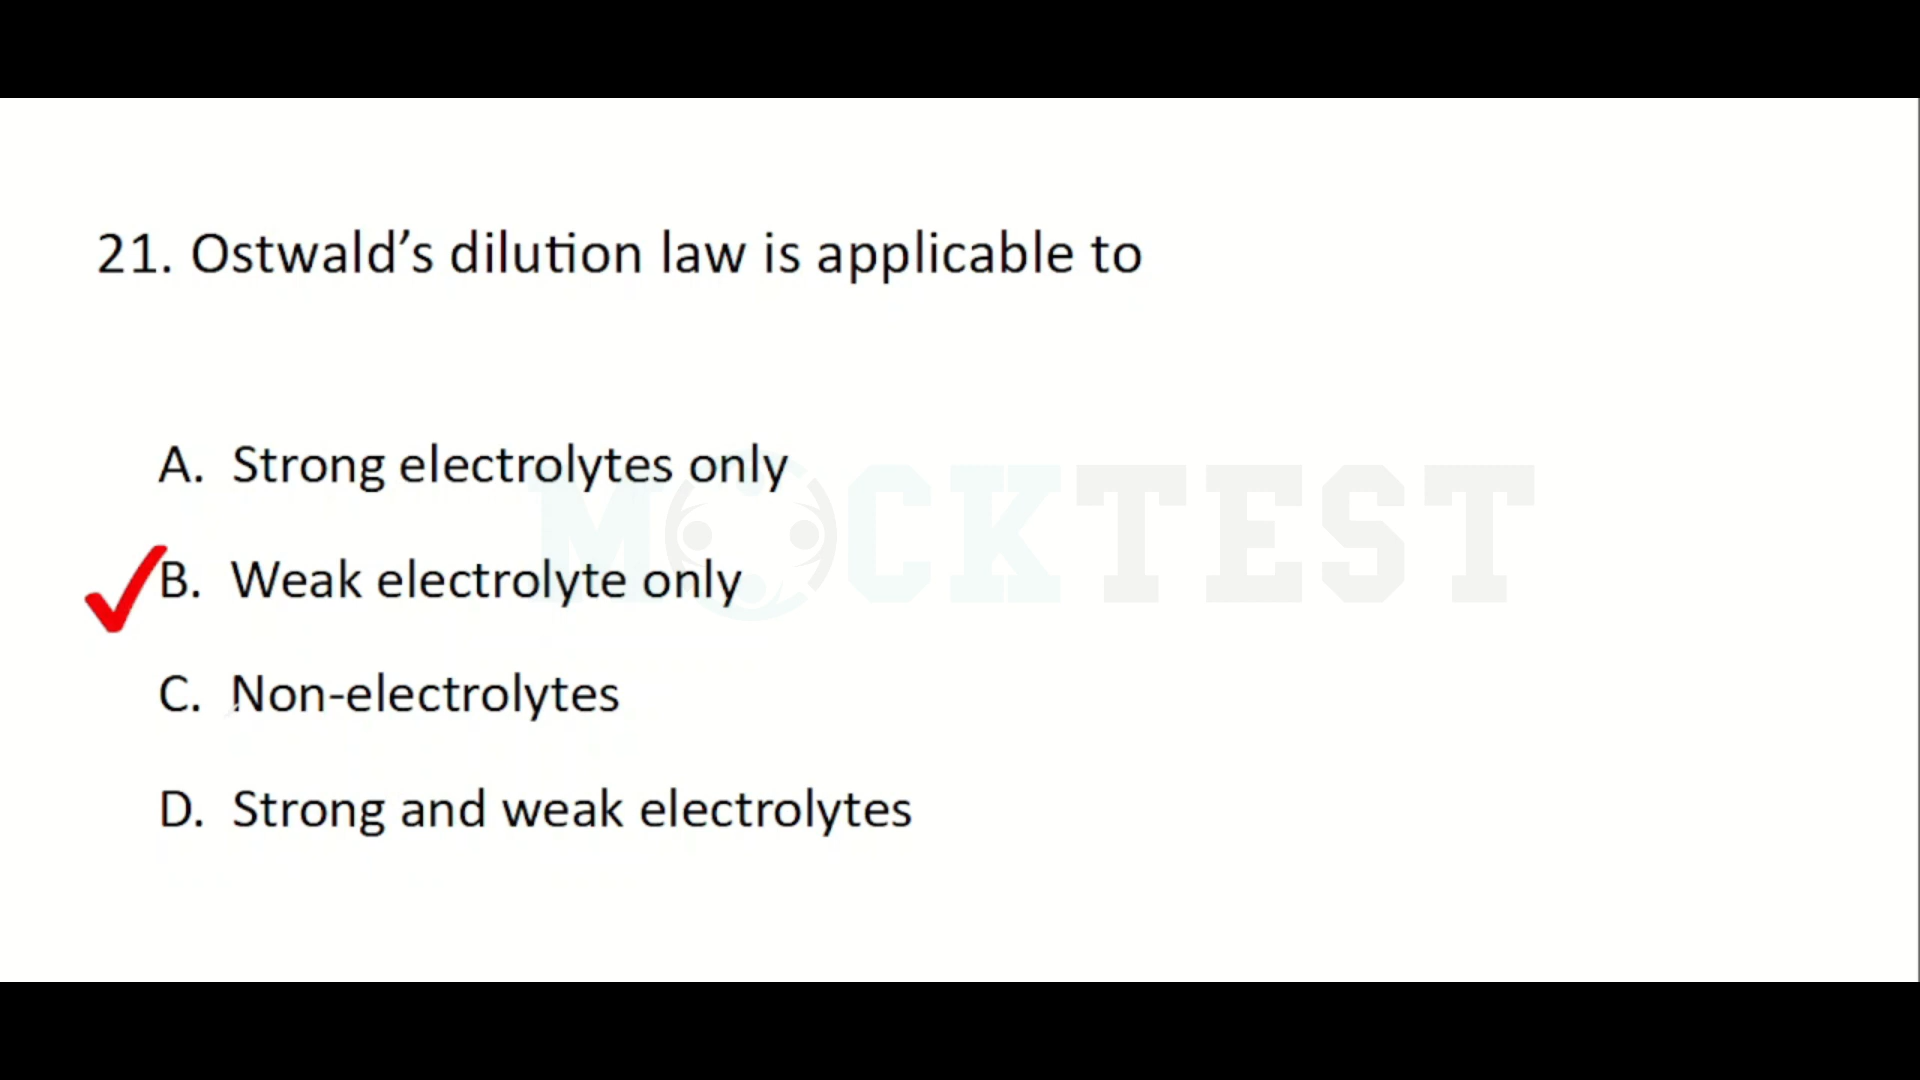 21. Ostwald’s dilution law is applicable to
A. Strong electrolytes only
MOCKTEST
B. Weak electrolyte only
C. Non-electrolytes
D. Strong and weak electrolytes